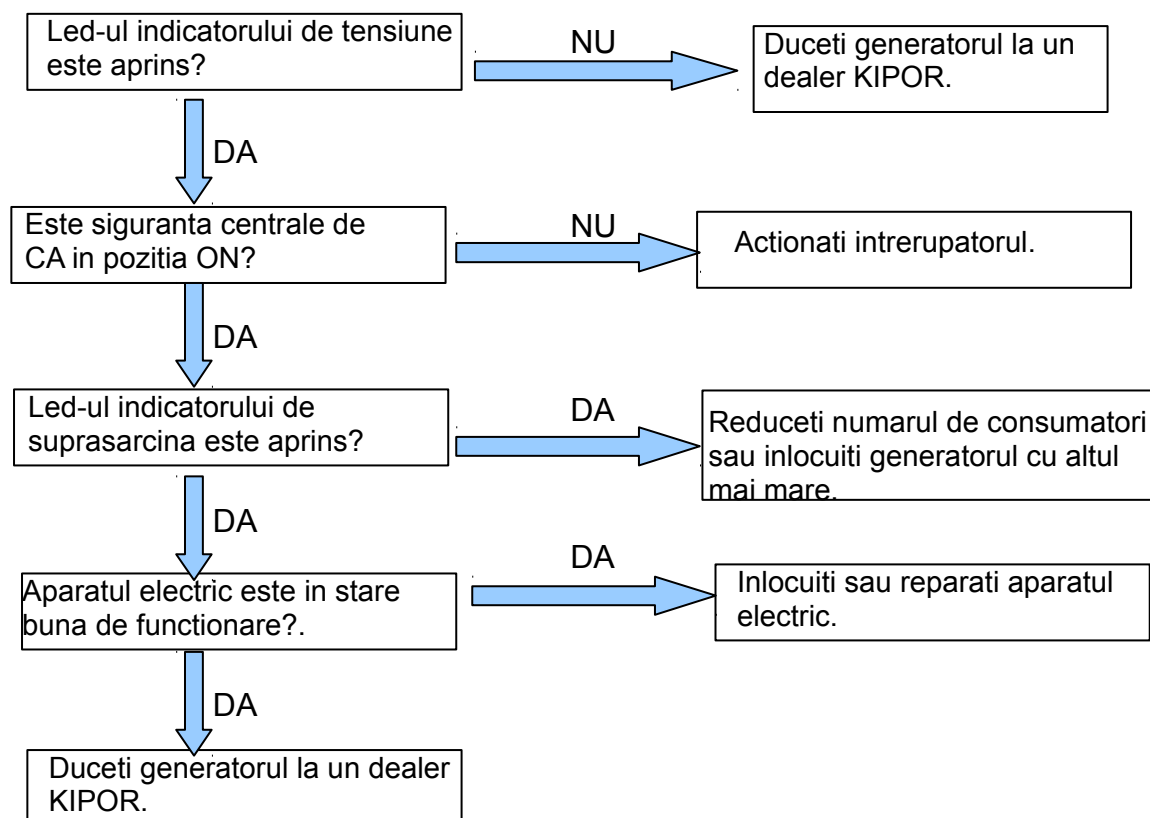 Led-ul indicatorului de tensiune
este aprins?
NU
Duceti generatorul la un
dealer KIPOR.
DA
Este siguranta centrale de
CA in pozitia ON?
NU
Actionati intrerupatorul.
DA
Led-ul indicatorului de
suprasarcina este aprins?
DA
Reduceti numarul de consumatori
sau inlocuiti generatorul cu altul
mai mare.
DA
Aparatul electric este in stare
buna de functionare?.
DA
Inlocuiti sau reparati aparatul
electric.
DA
Duceti generatorul la un dealer
KIPOR.